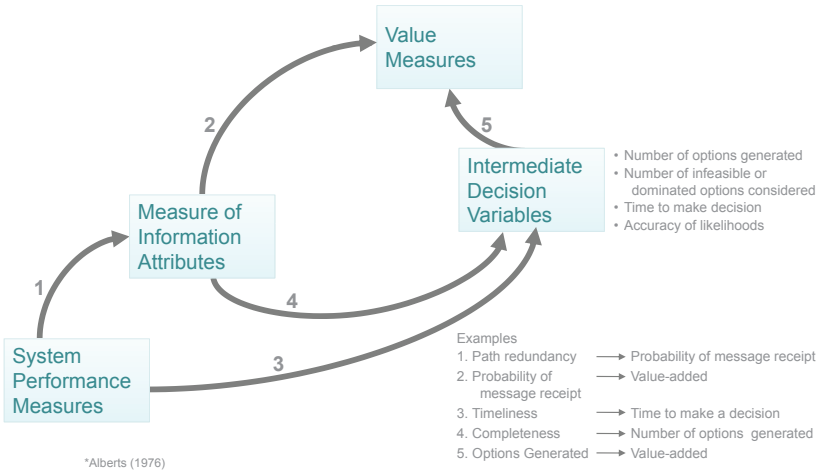 Value
Measures
2
5
Intermediate
Decision
Variables
• Number of options generated
• Number of infeasible or
dominated options considered
• Time to make decision
• Accuracy of likelihoods
Measure of
Information
Attributes
1
4
3
System
Performance
Measures
Examples
1. Path redundancy Probability of message receipt
2. Probability of Value-added
message receipt
3. Timeliness Time to make a decision
4. Completeness Number of options generated
5. Options Generated Value-added
*Alberts (1976)